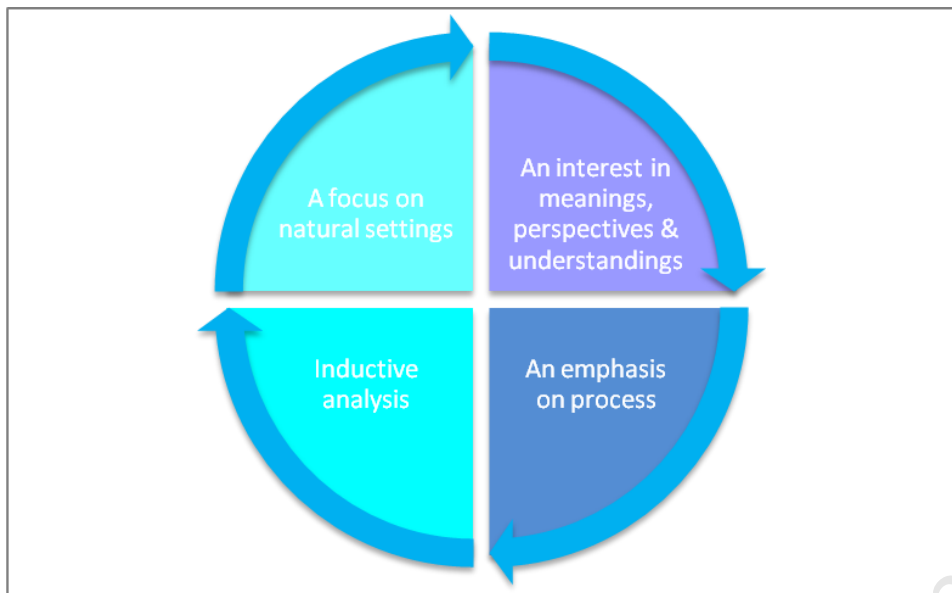 A focus on
natural settings
An interest in
meanings,
perspectives &
understandings
Inductive
analysis
An emphasis
on process